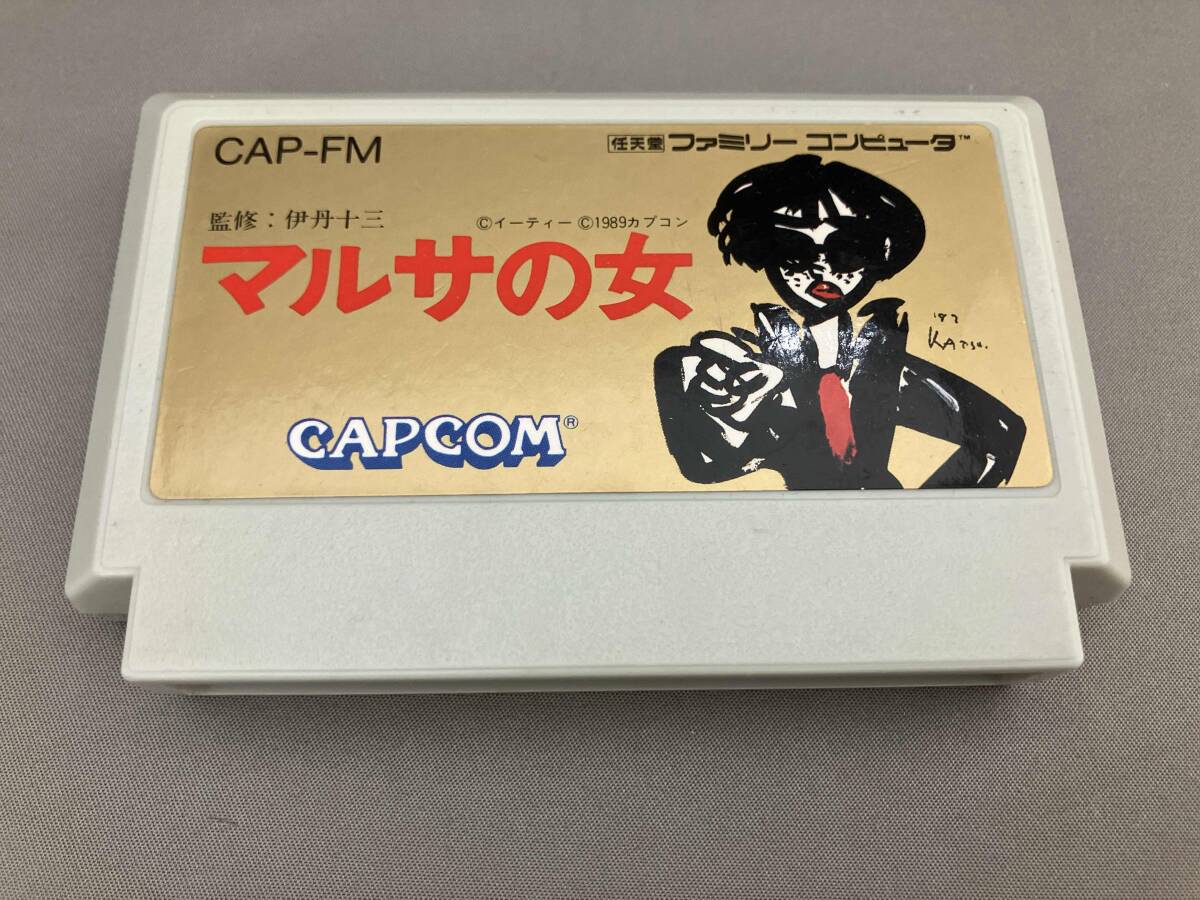 CAP-FM
任天堂 ファミリー コンピュータ™
監修：伊丹十三
©イーティー ©1989カプコン
マルサの女
'87
KATSU.
CAPCOM®